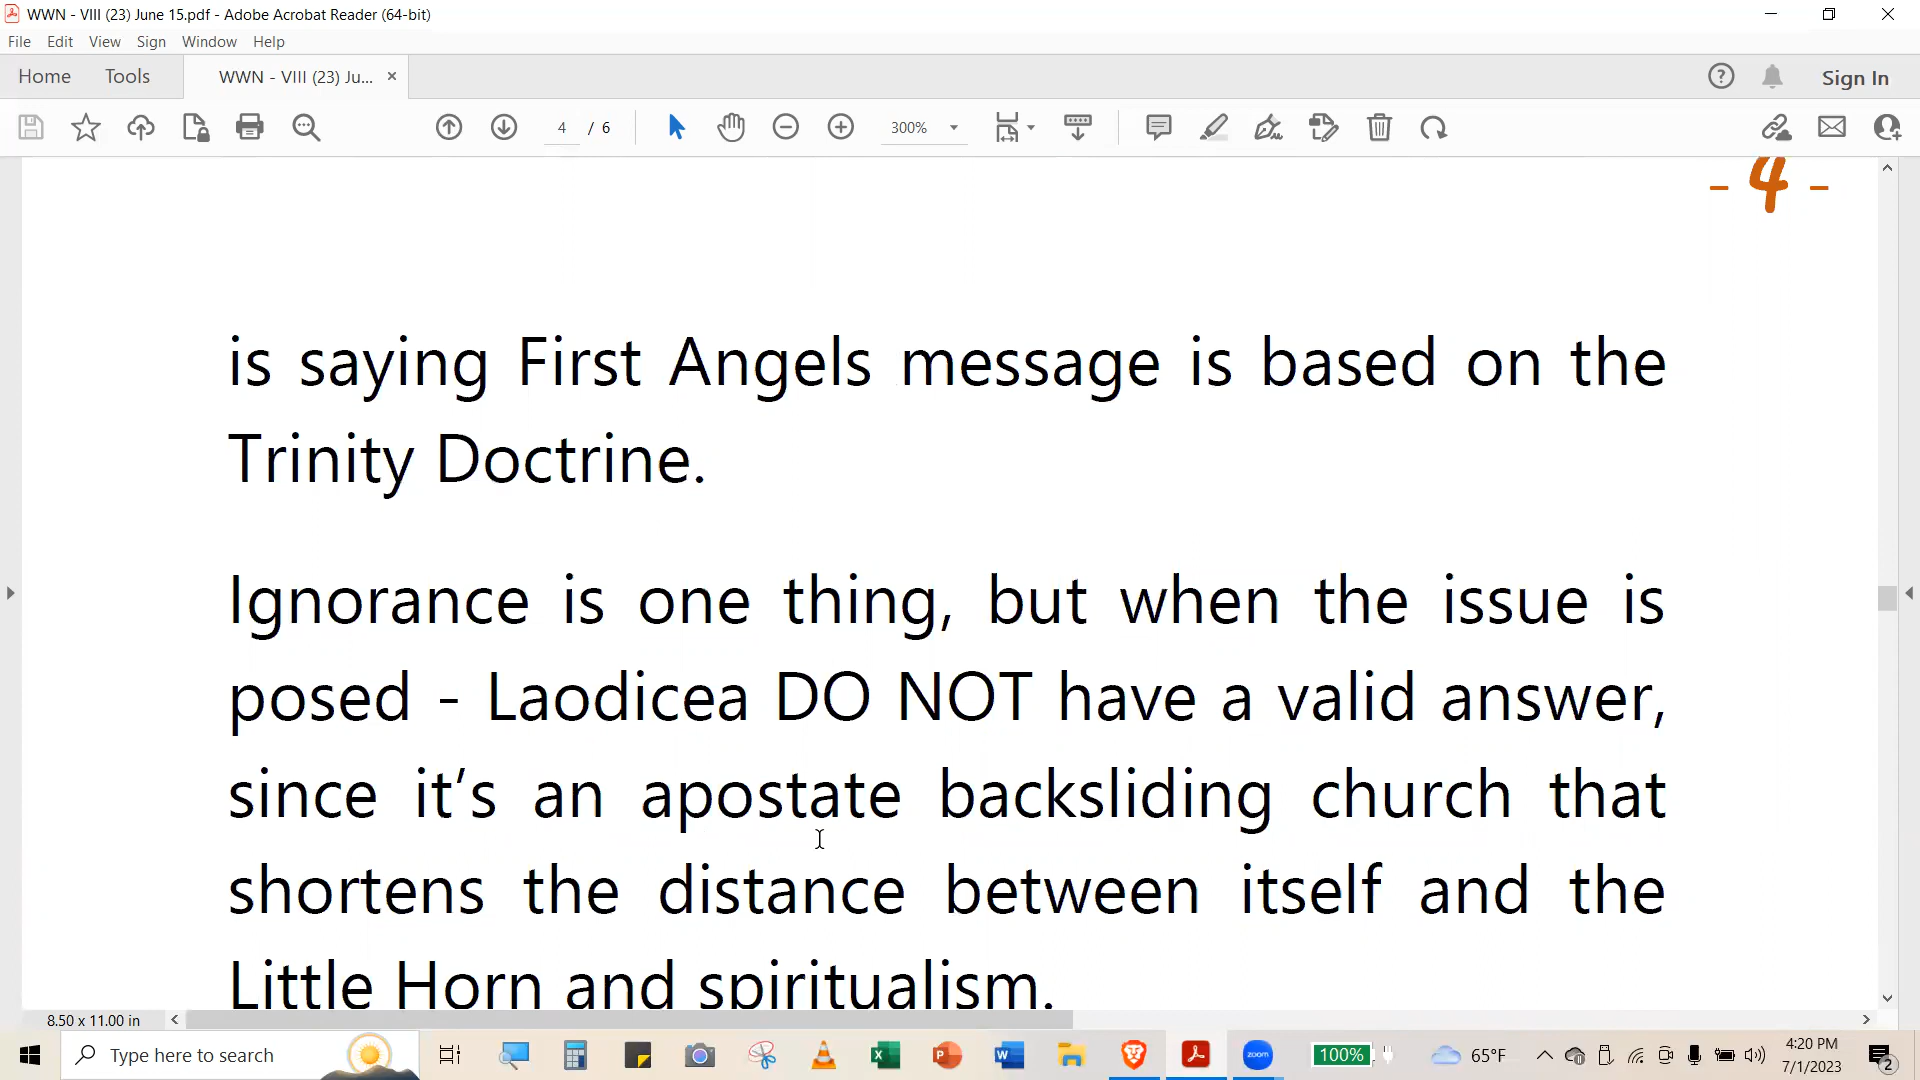 WWN - VIII (23) June 15.pdf - Adobe Acrobat Reader (64-bit)
File Edit View Sign Window Help
Home Tools WWN - VIII (23) Ju... × Sign In
4 / 6 300%
- 4 -
is saying First Angels message is based on the
Trinity Doctrine.
Ignorance is one thing, but when the issue is
posed - Laodicea DO NOT have a valid answer,
since it's an apostate backsliding church that
shortens the distance between itself and the
Little Horn and spiritualism.
8.50 x 11.00 in
Type here to search 100% 65°F 4:20 PM
7/1/2023 2
zoom